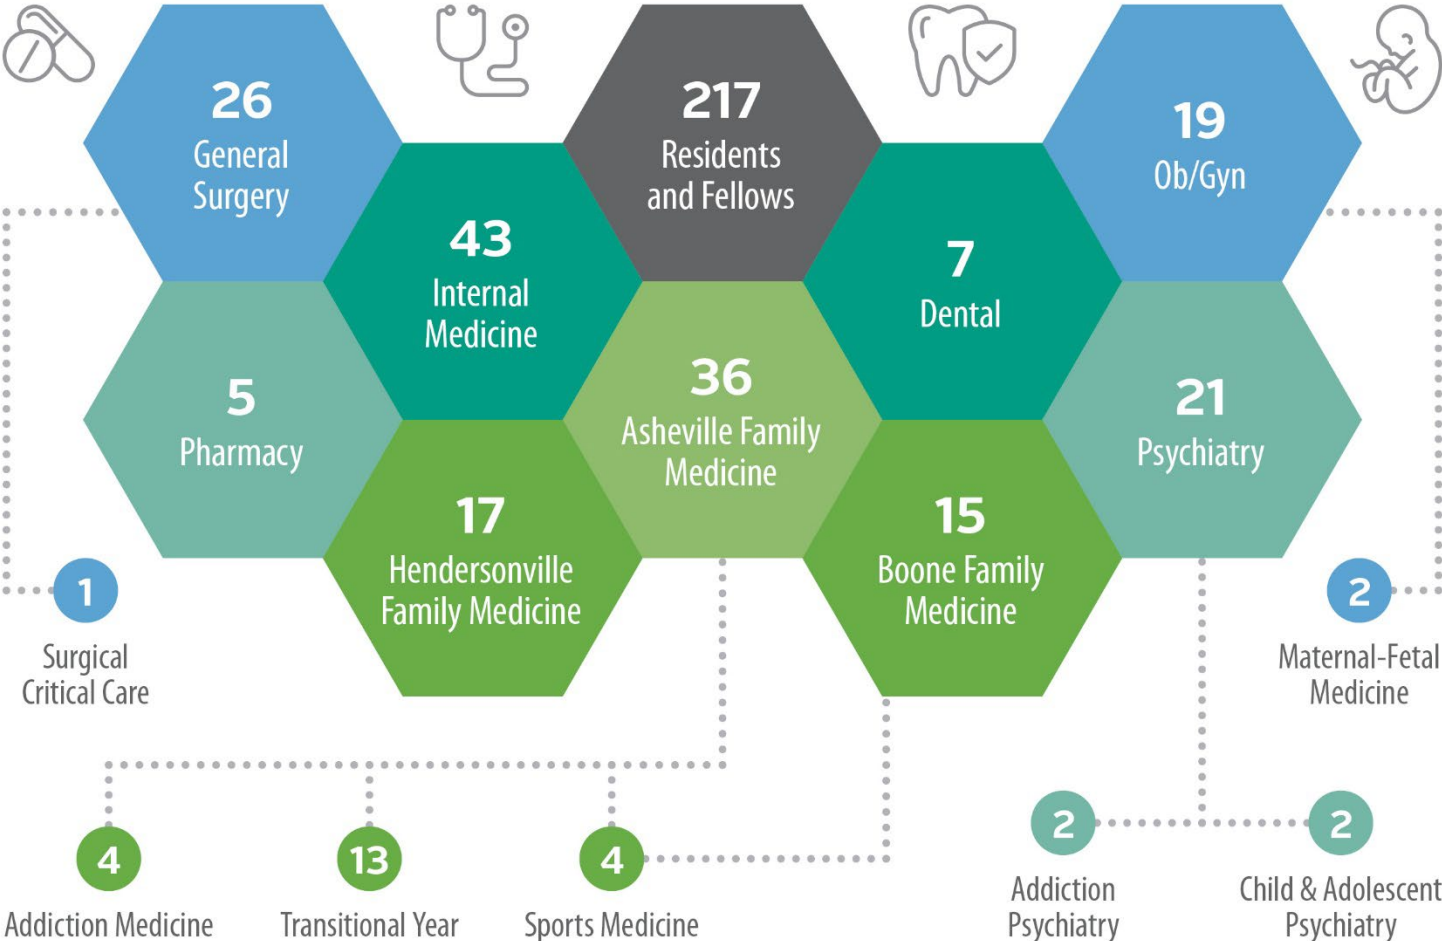 26
General
Surgery
217
Residents
and Fellows
19
Ob/Gyn
43
Internal
Medicine
7
Dental
5
Pharmacy
36
Asheville Family
Medicine
21
Psychiatry
17
Hendersonville
Family Medicine
15
Boone Family
Medicine
1
Surgical
Critical Care
2
Maternal-Fetal
Medicine
4
Addiction Medicine
13
Transitional Year
4
Sports Medicine
2
Addiction
Psychiatry
2
Child & Adolescent
Psychiatry